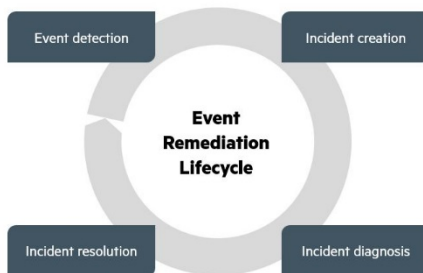 Event detection
Incident creation
Event
Remediation
Lifecycle
Incident resolution
Incident diagnosis